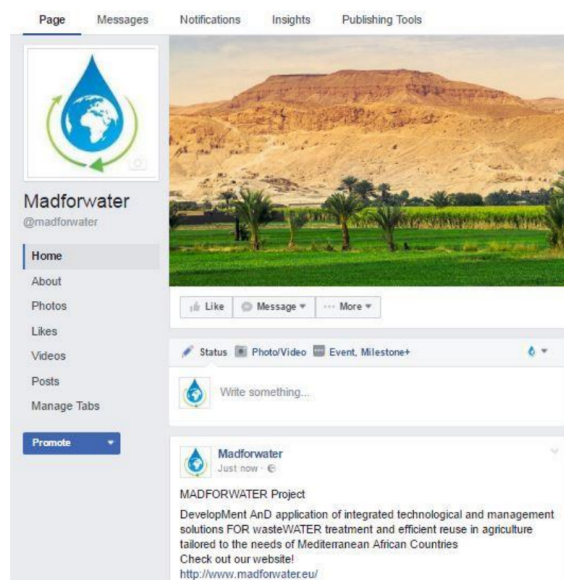 Page Messages Notifications Insights Publishing Tools
Madforwater
@madforwater
Home
About
Photos
Likes
Videos
Posts
Manage Tabs
Promote
Like Message ··· More
Status Photo/Video Event, Milestone+
Write something...
Madforwater
Just now ·
MADFORWATER Project
DevelopMent AnD application of integrated technological and management
solutions FOR wasteWATER treatment and efficient reuse in agriculture
tailored to the needs of Mediterranean African Countries
Check out our website!
http://www.madforwater.eu/